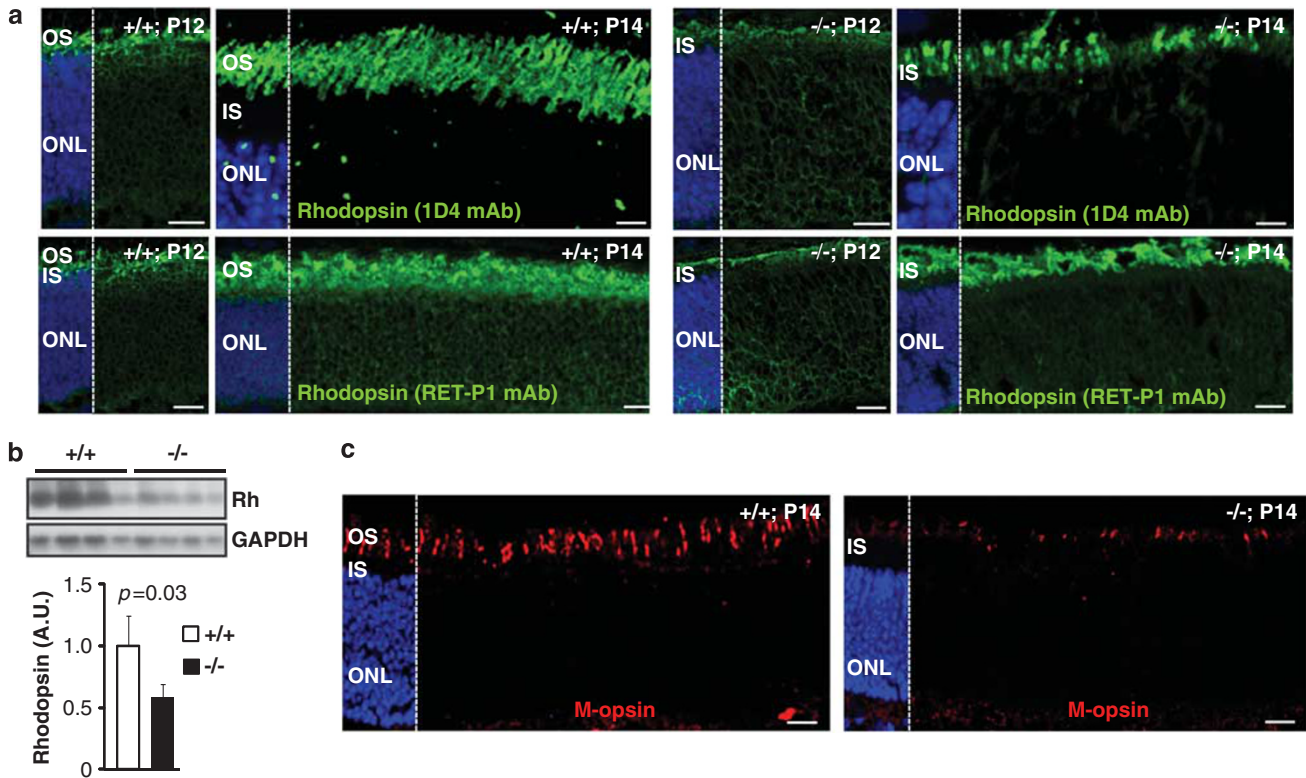 a
OS
+/+; P12
ONL
+/+; P14
OS
IS
ONL
Rhodopsin (1D4 mAb)
-/-; P12
IS
ONL
-/-; P14
IS
ONL
Rhodopsin (1D4 mAb)
+/+; P12
OS
IS
ONL
+/+; P14
OS
ONL
Rhodopsin (RET-P1 mAb)
-/-; P12
IS
ONL
-/-; P14
IS
ONL
Rhodopsin (RET-P1 mAb)
b
+/+ -/-
Rh
GAPDH
1.5
1.0
0.5
0
Rhodopsin (A.U.)
p=0.03
+/+
-/-
c
+/+; P14
OS
IS
ONL
M-opsin
-/-; P14
IS
ONL
M-opsin